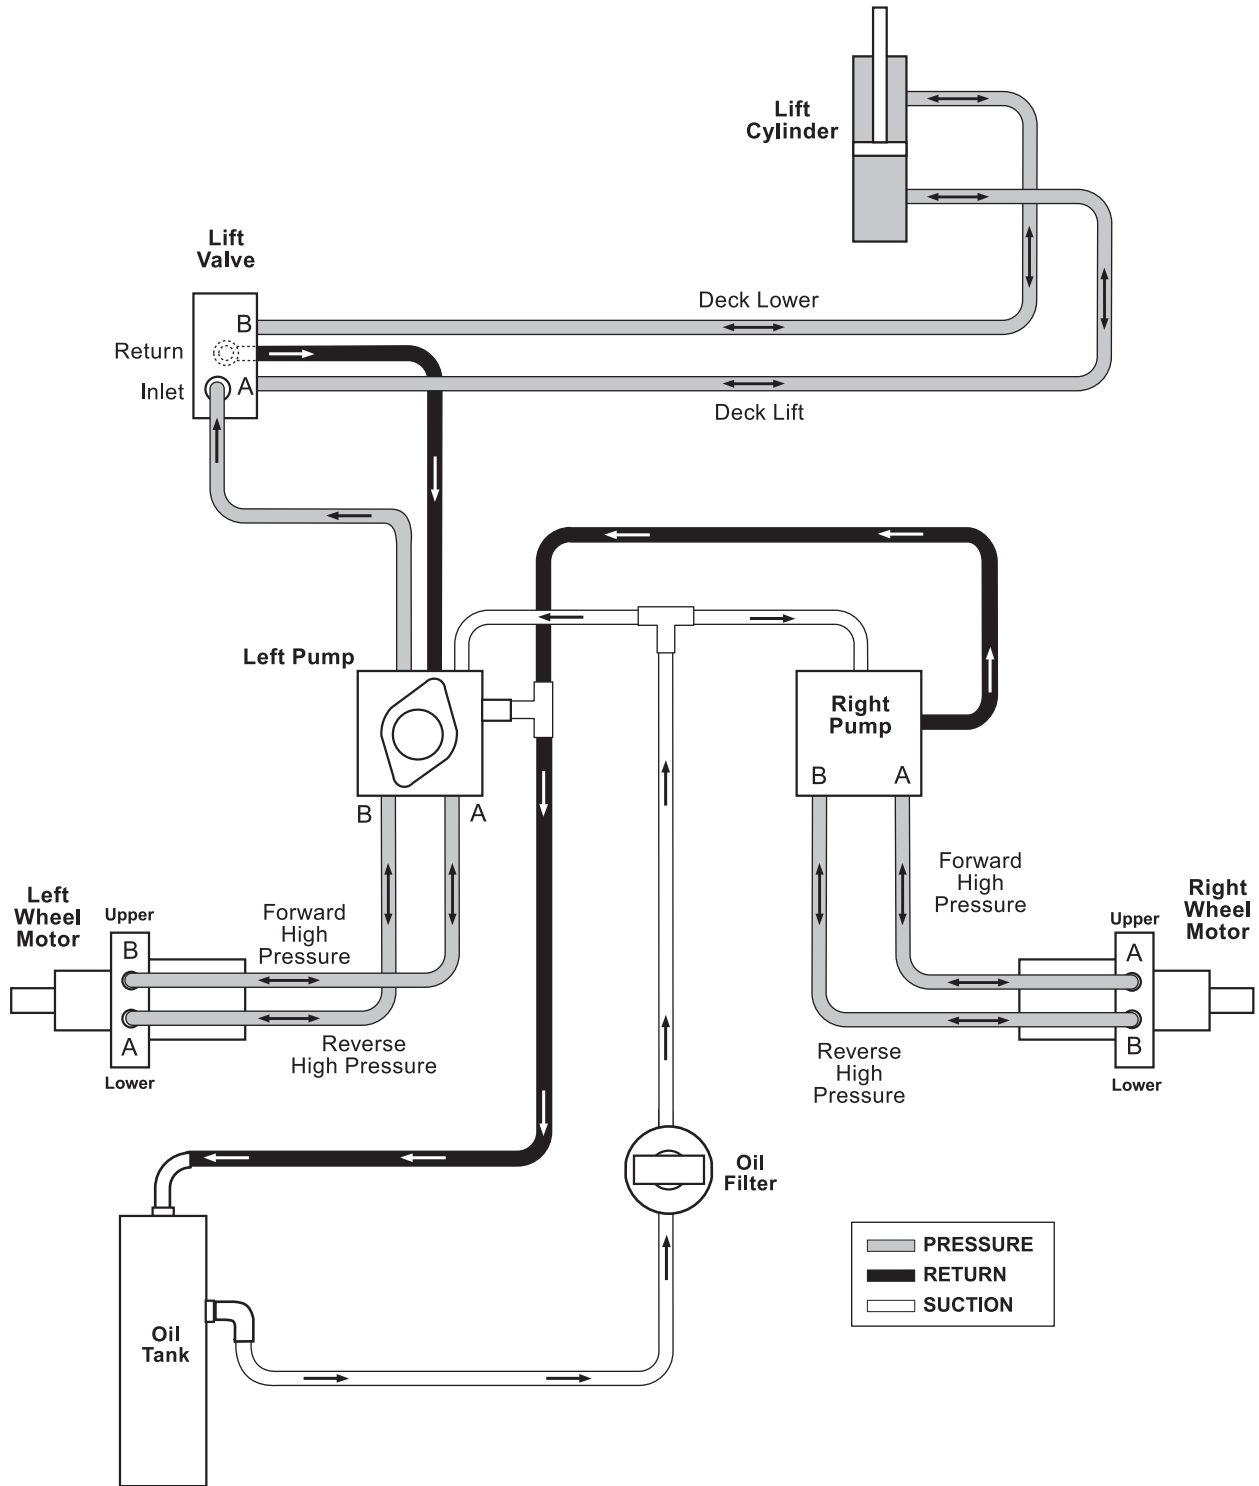 Lift
Cylinder
Lift
Valve
Deck Lower
B
Return
A
Inlet
Deck Lift
Left Pump
Right
Pump
B
A
B
A
Forward
High
Pressure
Left
Wheel
Motor
Upper
B
Forward
High
Pressure
A
Lower
Reverse
High Pressure
Right
Wheel
Motor
Upper
A
B
Lower
Reverse
High
Pressure
Oil
Filter
PRESSURE
RETURN
SUCTION
Oil
Tank